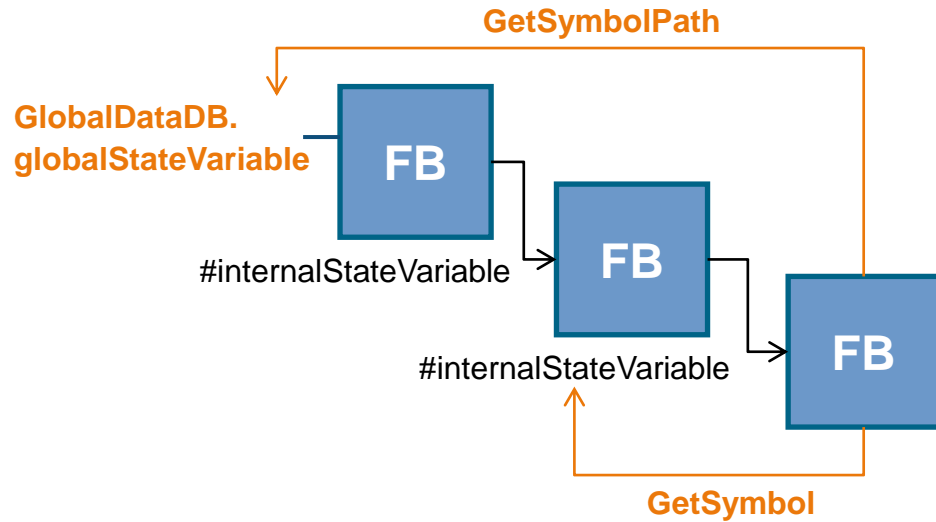 GetSymbolPath
GlobalDataDB.
globalStateVariable
FB
#internalStateVariable
FB
#internalStateVariable
FB
GetSymbol